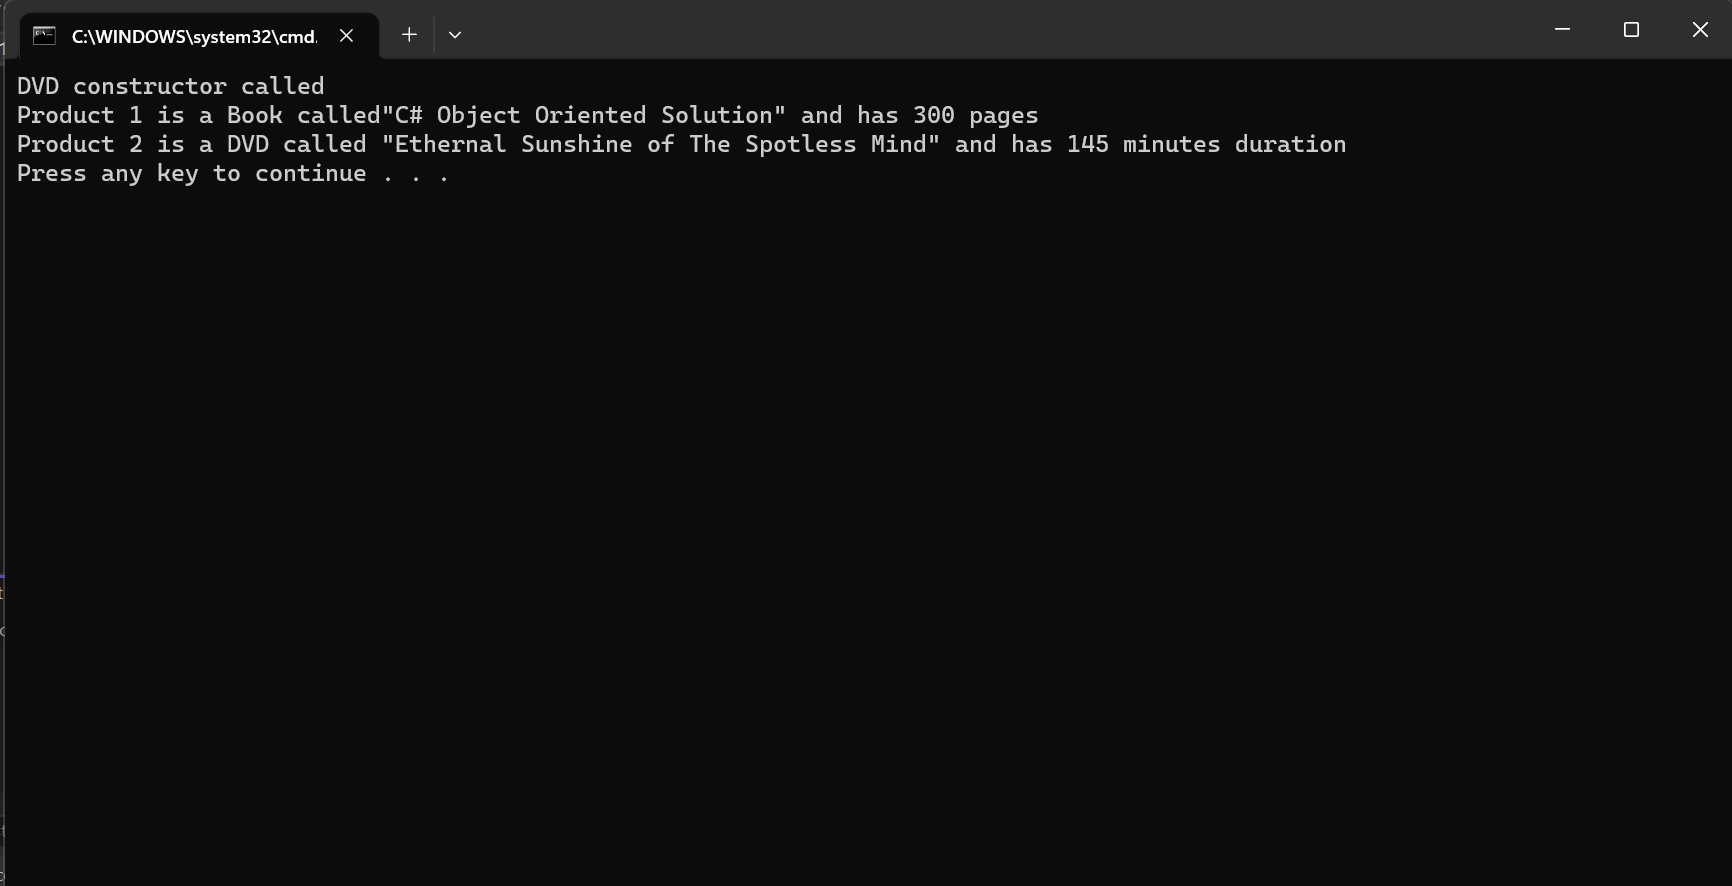 C:\WINDOWS\system32\cmd.
DVD constructor called
Product 1 is a Book called"C# Object Oriented Solution" and has 300 pages
Product 2 is a DVD called "Ethernal Sunshine of The Spotless Mind" and has 145 minutes duration
Press any key to continue . . .